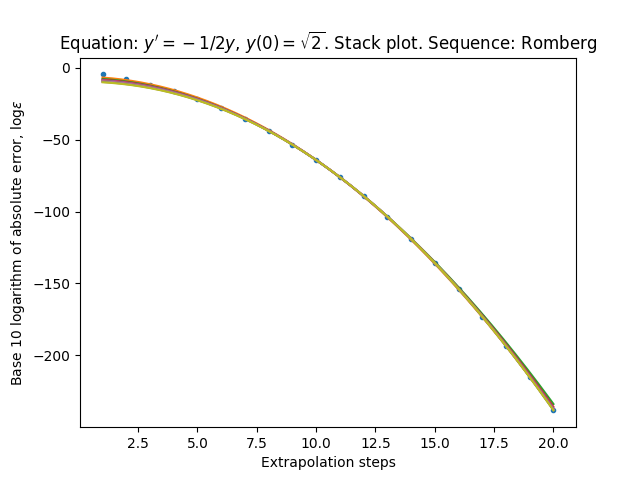 Equation: y′ = − 1/2y, y(0) = √2. Stack plot. Sequence: Romberg
Base 10 logarithm of absolute error, logε
0
−50
−100
−150
−200
2.5 5.0 7.5 10.0 12.5 15.0 17.5 20.0
Extrapolation steps